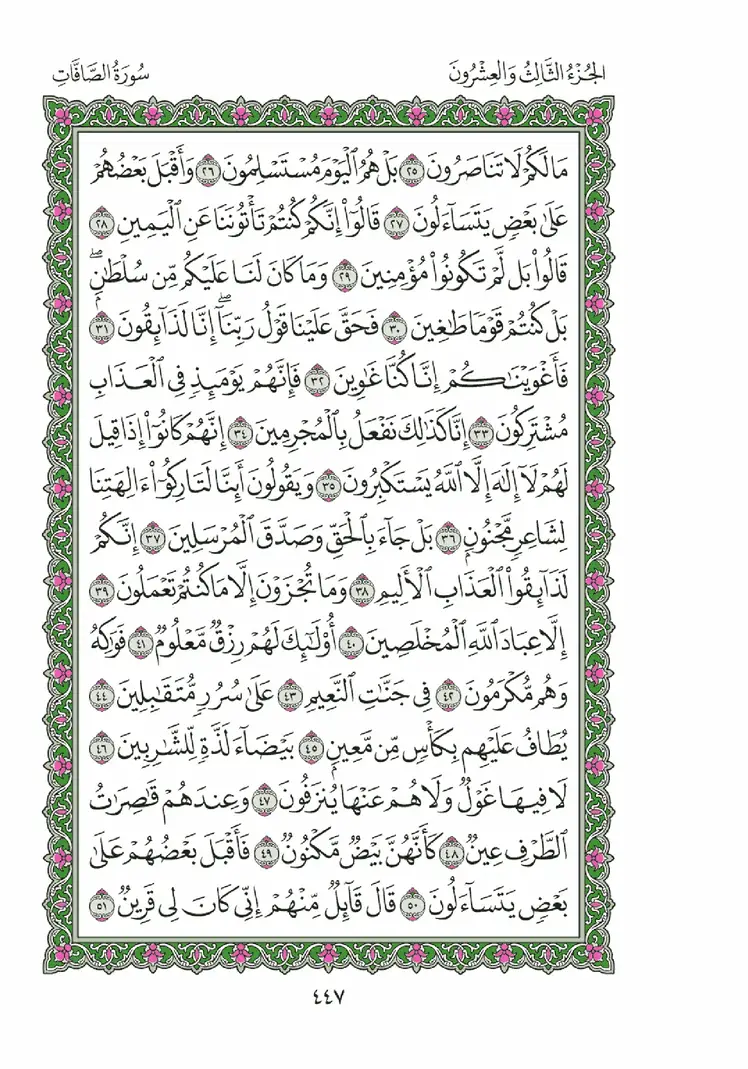 الجُزْءُ الثَّالِثُ وَالعِشْرُونَ
سُورَةُ الصَّافَّاتِ
مَا لَكُمْ لَا تَنَاصَرُونَ ٢٥ بَلْ هُمُ ٱلْيَوْمَ مُسْتَسْلِمُونَ ٢٦ وَأَقْبَلَ بَعْضُهُمْ
عَلَىٰ بَعْضٍ يَتَسَآءَلُونَ ٢٧ قَالُوٓا۟ إِنَّكُمْ كُنتُمْ تَأْتُونَنَا عَنِ ٱلْيَمِينِ ٢٨
قَالُوا۟ بَل لَّمْ تَكُونُوا۟ مُؤْمِنِينَ ٢٩ وَمَا كَانَ لَنَا عَلَيْكُم مِّن سُلْطَٰنٍۭ ۖ
بَلْ كُنتُمْ قَوْمًا طَٰغِينَ ٣٠ فَحَقَّ عَلَيْنَا قَوْلُ رَبِّنَآ ۖ إِنَّا لَذَآئِقُونَ ٣١
فَأَغْوَيْنَٰكُمْ إِنَّا كُنَّا غَٰوِينَ ٣٢ فَإِنَّهُمْ يَوْمَئِذٍ فِى ٱلْعَذَابِ
مُشْتَرِكُونَ ٣٣ إِنَّا كَذَٰلِكَ نَفْعَلُ بِٱلْمُجْرِمِينَ ٣٤ إِنَّهُمْ كَانُوٓا۟ إِذَا قِيلَ
لَهُمْ لَآ إِلَٰهَ إِلَّا ٱللَّهُ يَسْتَكْبِرُونَ ٣٥ وَيَقُولُونَ أَئِنَّا لَتَارِكُوٓا۟ ءَالِهَتِنَا
لِشَاعِرٍ مَّجْنُونٍۭ ٣٦ بَلْ جَآءَ بِٱلْحَقِّ وَصَدَّقَ ٱلْمُرْسَلِينَ ٣٧ إِنَّكُمْ
لَذَآئِقُوا۟ ٱلْعَذَابِ ٱلْأَلِيمِ ٣٨ وَمَا تُجْزَوْنَ إِلَّا مَا كُنتُمْ تَعْمَلُونَ ٣٩
إِلَّا عِبَادَ ٱللَّهِ ٱلْمُخْلَصِينَ ٤٠ أُو۟لَٰٓئِكَ لَهُمْ رِزْقٌ مَّعْلُومٌ ٤١ فَوَٰكِهُ
وَهُم مُّكْرَمُونَ ٤٢ فِى جَنَّٰتِ ٱلنَّعِيمِ ٤٣ عَلَىٰ سُرُرٍ مُّتَقَٰبِلِينَ ٤٤
يُطَافُ عَلَيْهِم بِكَأْسٍ مِّن مَّعِينٍۭ ٤٥ بَيْضَآءَ لَذَّةٍ لِّلشَّٰرِبِينَ ٤٦
لَا فِيهَا غَوْلٌ وَلَا هُمْ عَنْهَا يُنزَفُونَ ٤٧ وَعِندَهُمْ قَٰصِرَٰتُ
ٱلطَّرْفِ عِينٌ ٤٨ كَأَنَّهُنَّ بَيْضٌ مَّكْنُونٌ ٤٩ فَأَقْبَلَ بَعْضُهُمْ عَلَىٰ
بَعْضٍ يَتَسَآءَلُونَ ٥٠ قَالَ قَآئِلٌ مِّنْهُمْ إِنِّى كَانَ لِى قَرِينٌ ٥١
٤٤٧